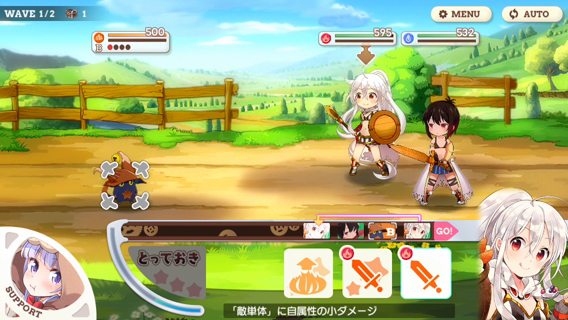 WAVE 1/2 1
MENU
AUTO
500
595
532
B
B
GO!
とっておき
SUPPORT
「敵単体」に自属性の小ダメージ